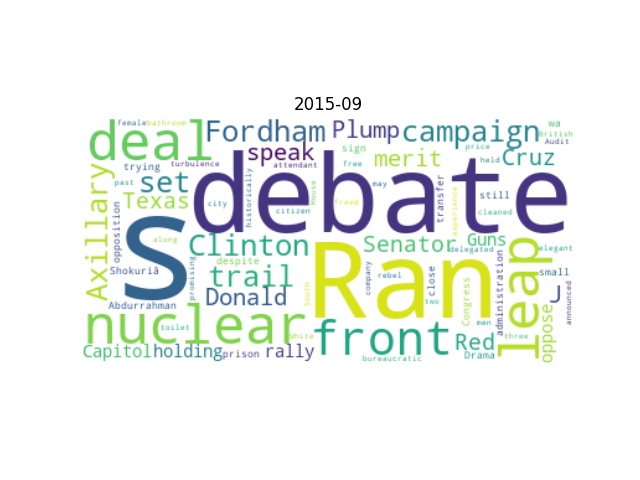 2015-09
female bathroom
deal Fordham Plump campaign wa
British
Audit
trying turbulence speak attendant sign free merit price held Cruz
past set city historically citizen House may debate transfer experience still cleaned
Axillary opposition Texas freed delegated
S Ran
along Clinton Senator Guns leap elegant
Shokuriâ despite trail close small
Abdurrahman promising Donald South company rebel two Congress administration J announced
nuclear toilet White front men three oppose
Capitol holding prison rally bureaucratic Red Drama